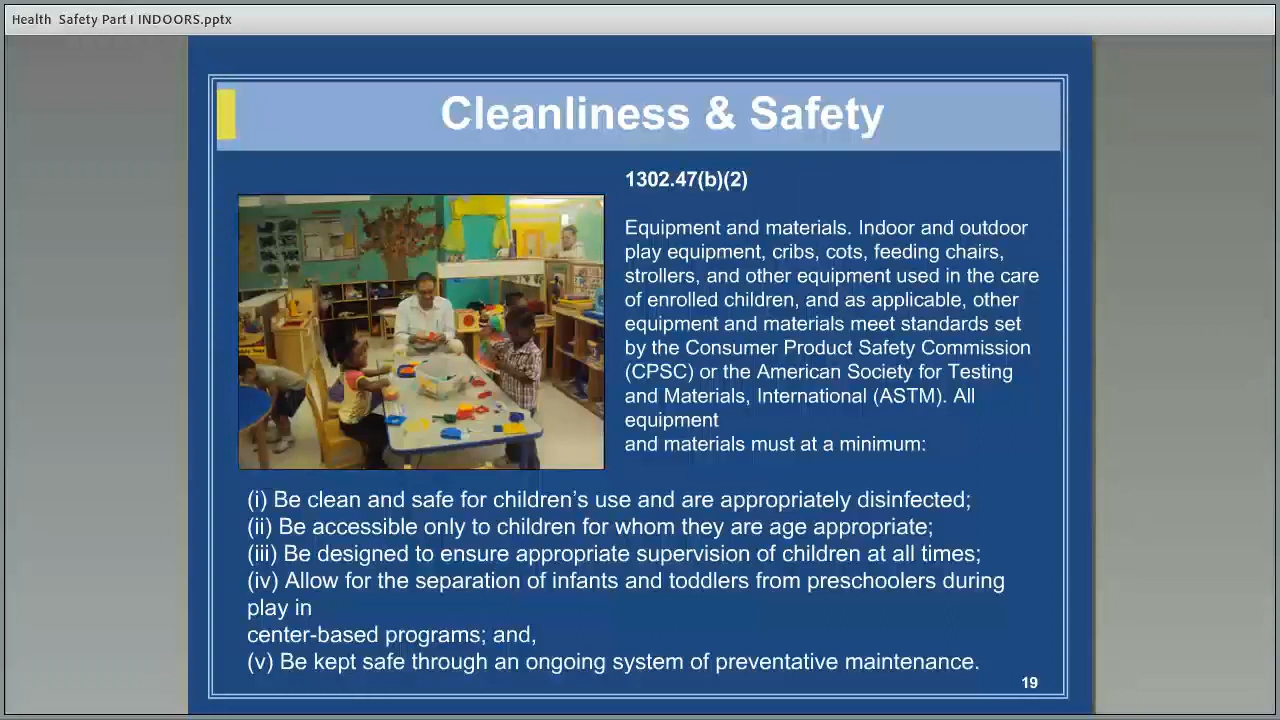 Health  Safety Part I INDOORS.pptx
Cleanliness & Safety
1302.47(b)(2)
Equipment and materials. Indoor and outdoor
play equipment, cribs, cots, feeding chairs,
strollers, and other equipment used in the care
of enrolled children, and as applicable, other
equipment and materials meet standards set
by the Consumer Product Safety Commission
(CPSC) or the American Society for Testing
and Materials, International (ASTM). All
equipment
and materials must at a minimum:
(i) Be clean and safe for children’s use and are appropriately disinfected;
(ii) Be accessible only to children for whom they are age appropriate;
(iii) Be designed to ensure appropriate supervision of children at all times;
(iv) Allow for the separation of infants and toddlers from preschoolers during
play in
center-based programs; and,
(v) Be kept safe through an ongoing system of preventative maintenance.
19